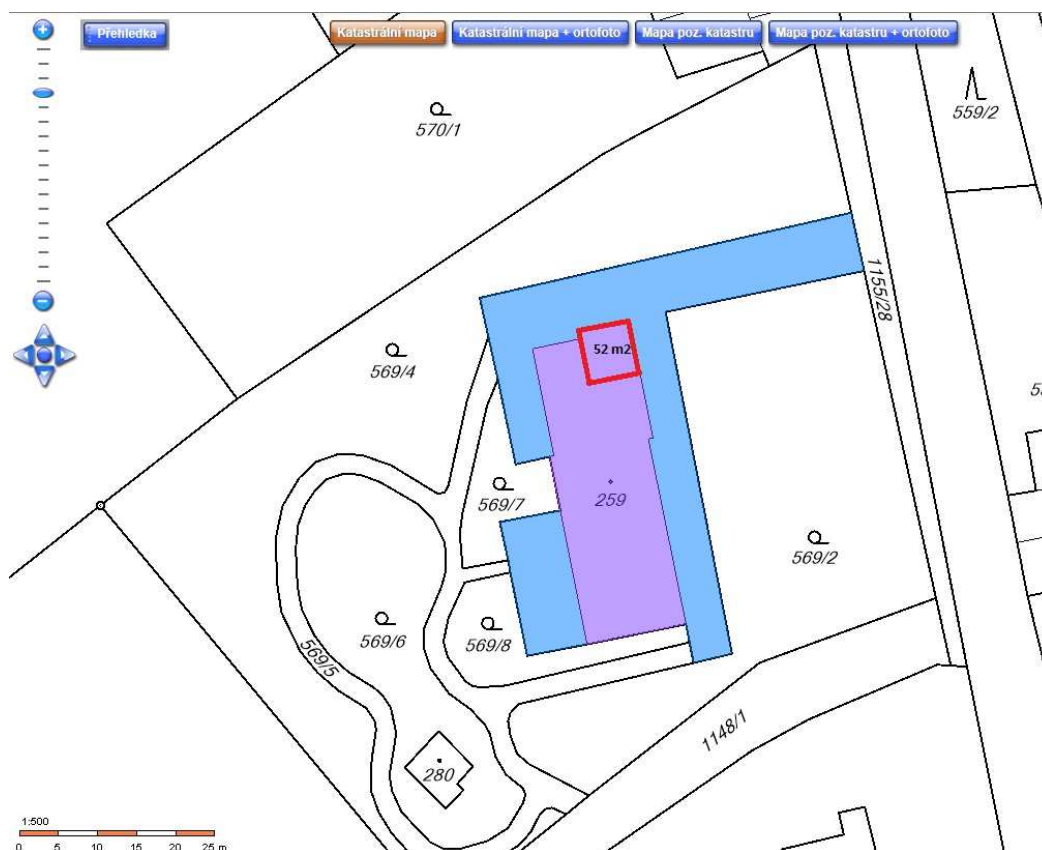 Přehledka
Katastrální mapa
Katastrální mapa + ortofoto
Mapa poz. katastru
Mapa poz. katastru + ortofoto
570/1
559/2
1155/28
52 m2
569/4
569/7
259
569/2
569/6
569/8
569/5
1148/1
280
1:500
0 5 10 15 20 25 m